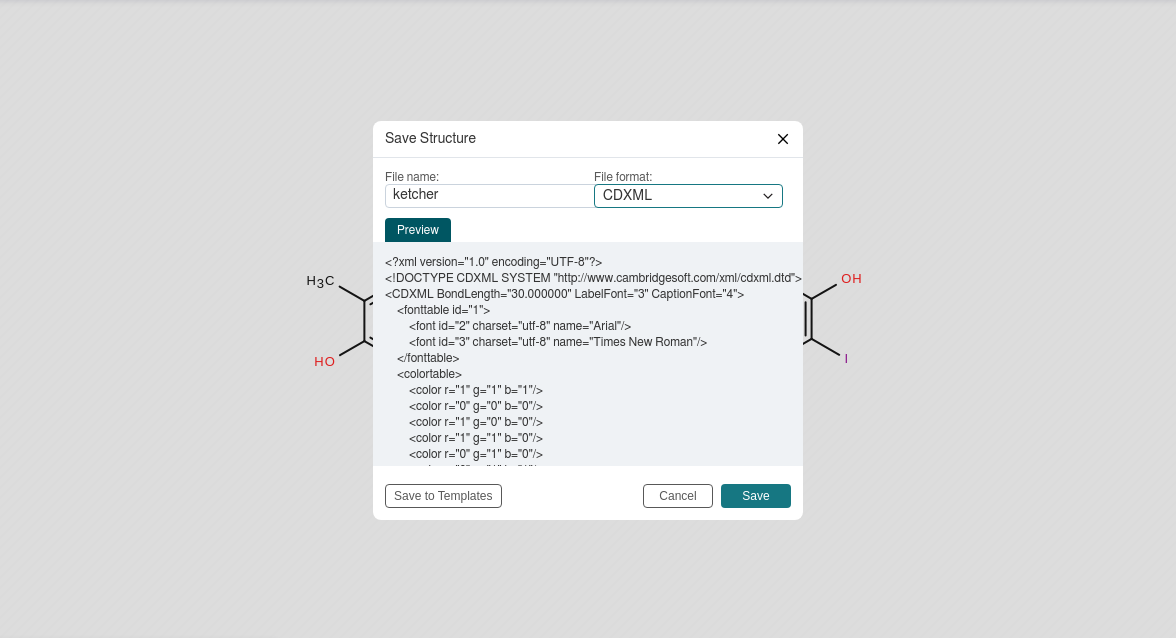 Save Structure
File name:
File format:
ketcher
CDXML
Preview
<?xml version="1.0" encoding="UTF-8"?>
<!DOCTYPE CDXML SYSTEM "http://www.cambridgesoft.com/xml/cdxml.dtd">
<CDXML BondLength="30.000000" LabelFont="3" CaptionFont="4">
<fonttable id="1">
<font id="2" charset="utf-8" name="Arial"/>
<font id="3" charset="utf-8" name="Times New Roman"/>
</fonttable>
<colortable>
<color r="1" g="1" b="1"/>
<color r="0" g="0" b="0"/>
<color r="1" g="0" b="0"/>
<color r="1" g="1" b="0"/>
<color r="0" g="1" b="0"/>
H3C
HO
OH
I
Save to Templates
Cancel
Save